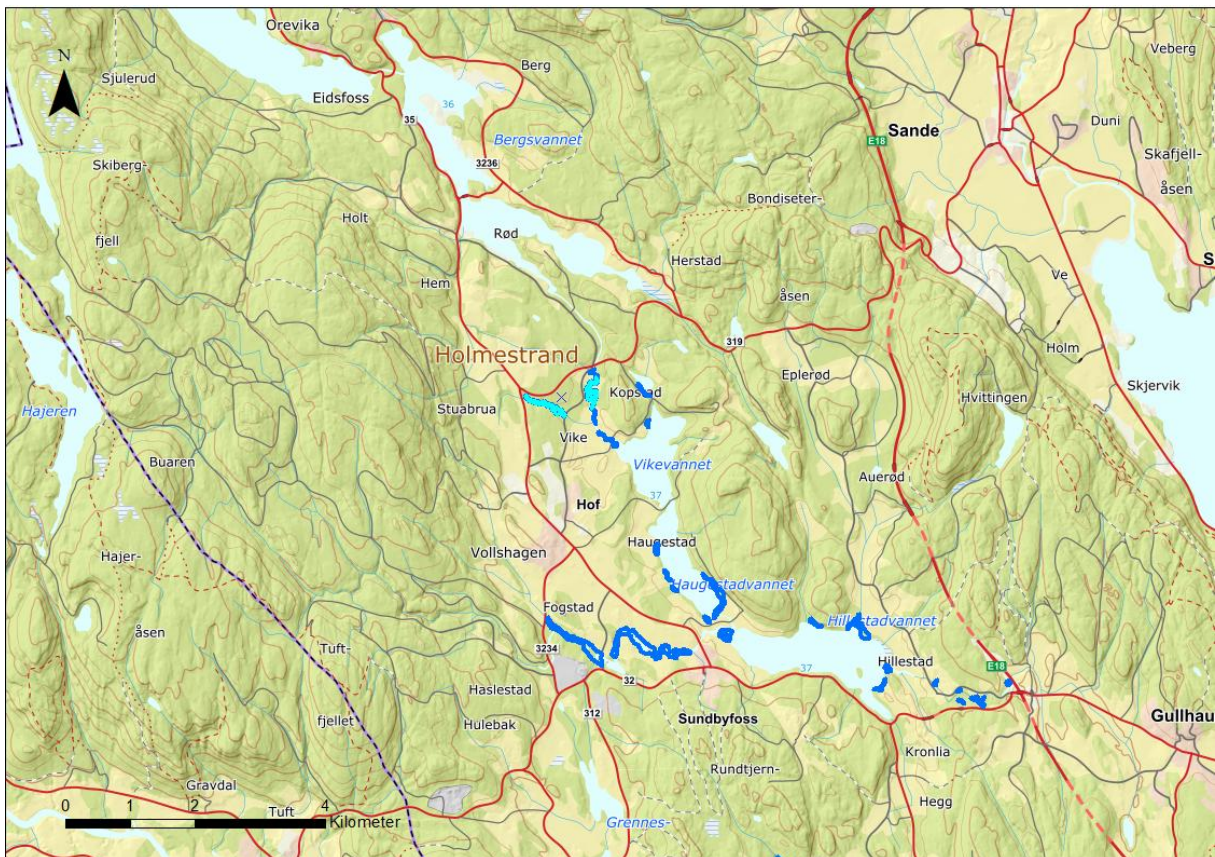 Orevika
Veberg
N
Sjulerud
Berg
Eidsfoss
36
35
Duni
Sande
E18
Bergsvannet
Skafjell-
åsen
Skiberg-
3236
Bondiseter-
Holt
fjell
Rød
Herstad
S
Hem
Ve
åsen
319
Holm
Holmestrand
Eplerød
Skjervik
Kopstad
Hvittingen
Hajeren
Stuabrua
Vike
Buaren
Vikevannet
Auerød
37
Hof
Haugestad
Hajer-
Vollshagen
Haugestadvannet
Fogstad
Hillestadvannet
åsen
Tuft-
3234
37
Hillestad
E18
32
Haslestad
312
Sundbyfoss
Gullhau
fjellet
Hulebak
Kronlia
Rundtjern-
Gravdal
Hegg
0 1 2 4
Kilometer
Tuft
Grennes-